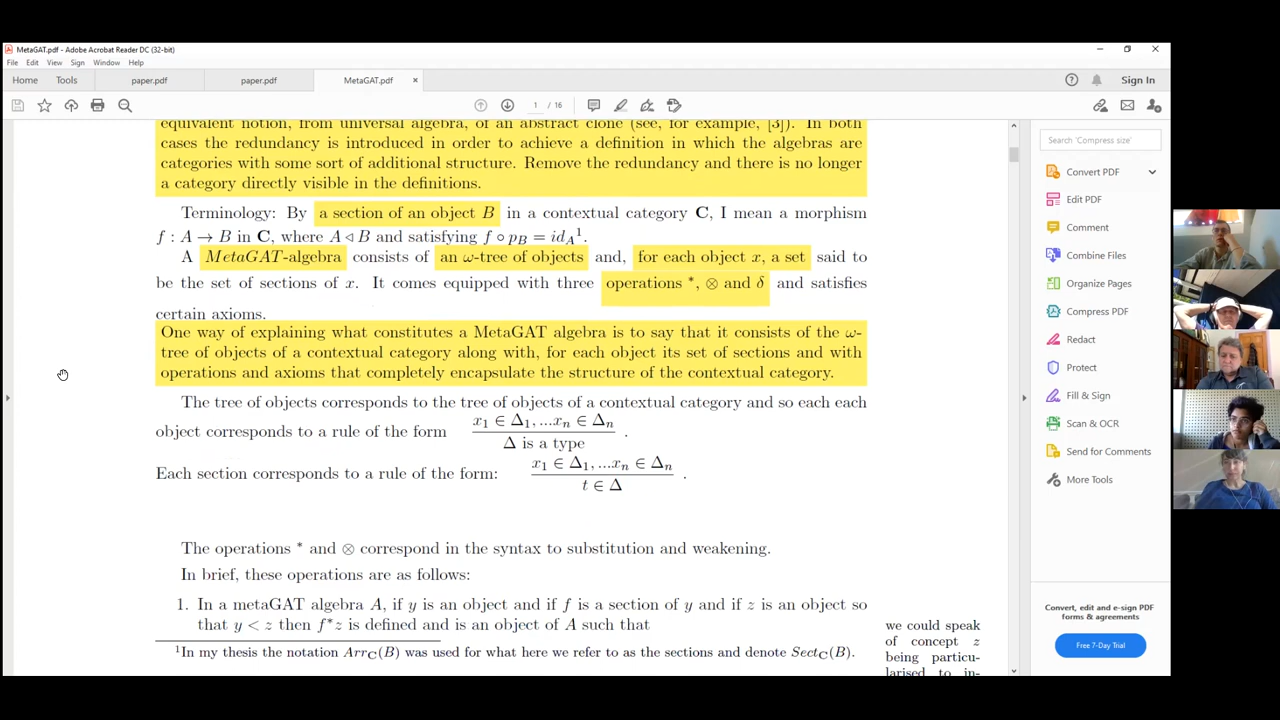 MetaGAT.pdf - Adobe Acrobat Reader DC (32-bit)
File Edit View Sign Window Help
Home Tools paper.pdf paper.pdf MetaGAT.pdf × Sign In
1 / 16
equivalent notion, from universal algebra, of an abstract clone (see, for example, [3]). In both
cases the redundancy is introduced in order to achieve a definition in which the algebras are
categories with some sort of additional structure. Remove the redundancy and there is no longer
a category directly visible in the definitions.
Terminology: By a section of an object B in a contextual category C, I mean a morphism
f : A → B in C, where A ◁ B and satisfying f ∘ p_B = id_A¹.
A MetaGAT-algebra consists of an ω-tree of objects and, for each object x, a set said to
be the set of sections of x. It comes equipped with three operations *, ⊗ and δ and satisfies
certain axioms.
One way of explaining what constitutes a MetaGAT algebra is to say that it consists of the ω-
tree of objects of a contextual category along with, for each object its set of sections and with
operations and axioms that completely encapsulate the structure of the contextual category.
The tree of objects corresponds to the tree of objects of a contextual category and so each each
x₁ ∈ Δ₁, ...xₙ ∈ Δₙ
object corresponds to a rule of the form
Δ is a type .
x₁ ∈ Δ₁, ...xₙ ∈ Δₙ
Each section corresponds to a rule of the form:
t ∈ Δ .
The operations * and ⊗ correspond in the syntax to substitution and weakening.
In brief, these operations are as follows:
1. In a metaGAT algebra A, if y is an object and if f is a section of y and if z is an object so
that y < z then f*z is defined and is an object of A such that
¹In my thesis the notation Arr_C(B) was used for what here we refer to as the sections and denote Sect_C(B).
we could speak
of concept z
being particu-
larised to in-
Search 'Compress size'
Convert PDF
Edit PDF
Comment
Combine Files
Organize Pages
Compress PDF
Redact
Protect
Fill & Sign
Scan & OCR
Send for Comments
More Tools
Convert, edit and e-sign PDF
forms & agreements
Free 7-Day Trial